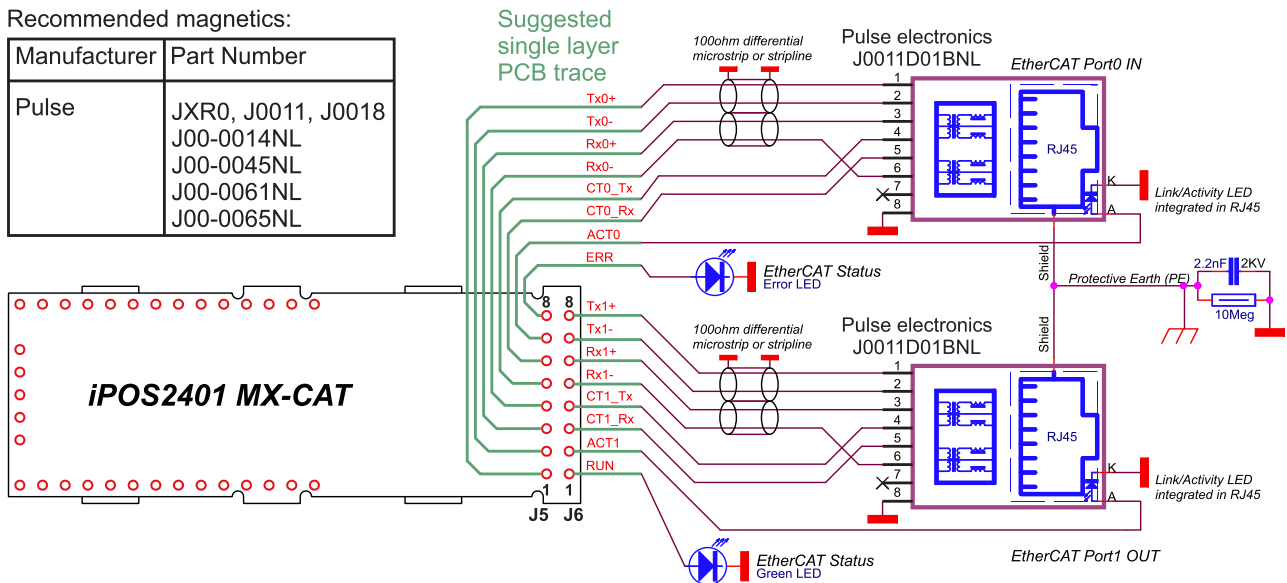 Recommended magnetics:
Manufacturer Part Number
Pulse
JXR0, J0011, J0018
J00-0014NL
J00-0045NL
J00-0061NL
J00-0065NL
Suggested
single layer
PCB trace
Tx0+
Tx0-
Rx0+
Rx0-
CT0_Tx
CT0_Rx
ACT0
ERR
100ohm differential
microstrip or stripline
Pulse electronics
J0011D01BNL
EtherCAT Port0 IN
1
2
3
4
5
6
7
8
RJ45
K
A
Link/Activity LED
integrated in RJ45
EtherCAT Status
Error LED
Shield
Protective Earth (PE)
2.2nF 2KV
10Meg
Shield
iPOS2401 MX-CAT
8 8
1 1
J5 J6
Tx1+
Tx1-
Rx1+
Rx1-
CT1_Tx
CT1_Rx
ACT1
RUN
100ohm differential
microstrip or stripline
Pulse electronics
J0011D01BNL
1
2
3
4
5
6
7
8
RJ45
K
A
Link/Activity LED
integrated in RJ45
EtherCAT Status
Green LED
EtherCAT Port1 OUT